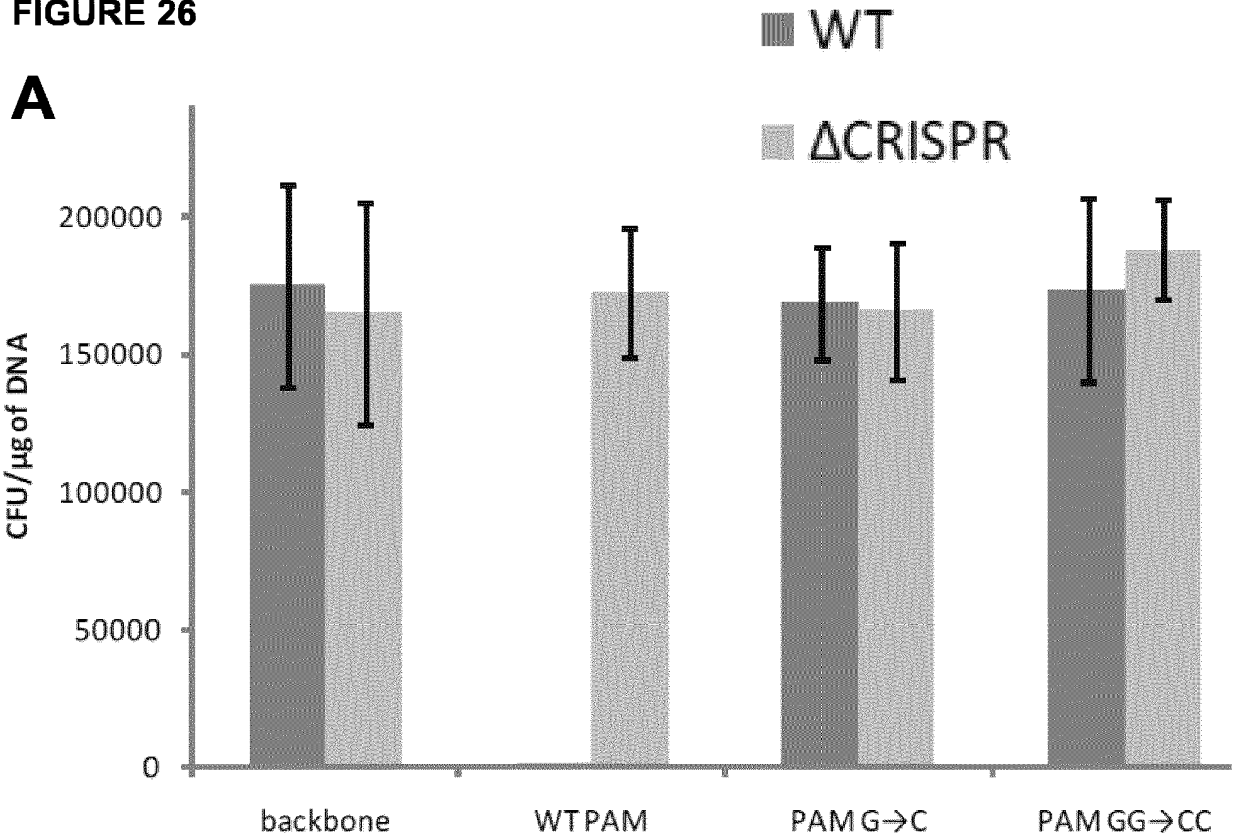 FIGURE 26
A
WT
ΔCRISPR
CFU/µg of DNA
200000
150000
100000
50000
0
backbone
WT PAM
PAM G→C
PAM GG→CC